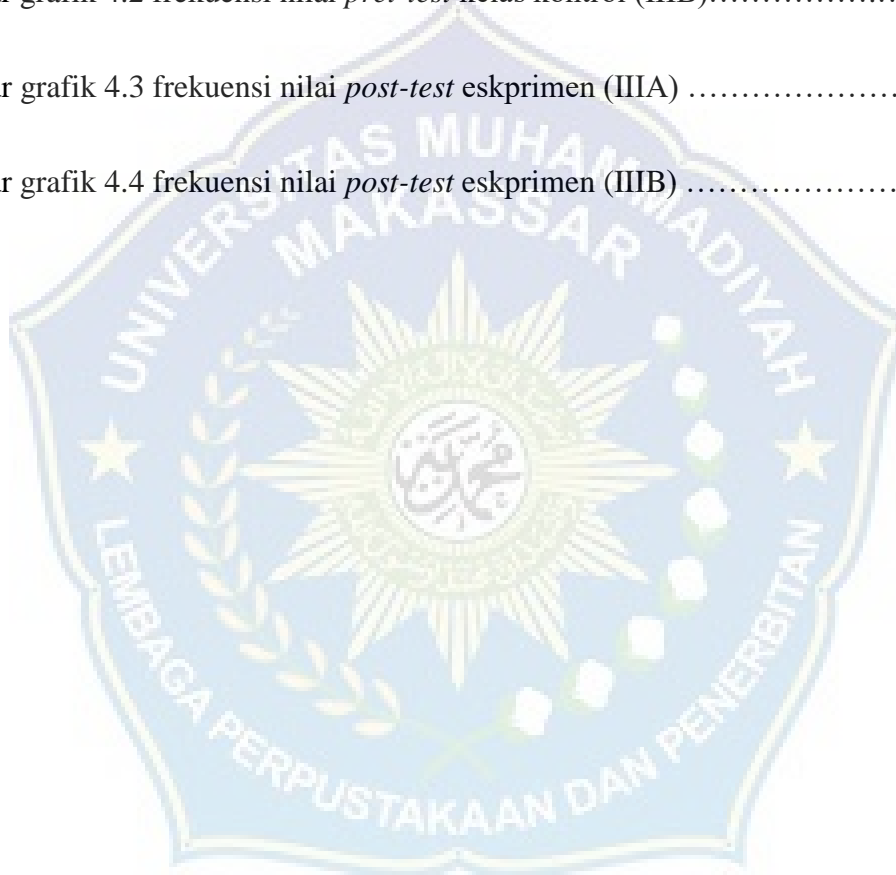 grafik 4.2 frekuensi nilai pret-test kelas kontrol (IIIB)……………….
r grafik 4.3 frekuensi nilai post-test eskprimen (IIIA) ………………….
r grafik 4.4 frekuensi nilai post-test eskprimen (IIIB) ………………….
UNIVERSITAS MUHAMMADIYAH
MAKASSAR
LEMBAGA PERPUSTAKAAN DAN PENERBITAN